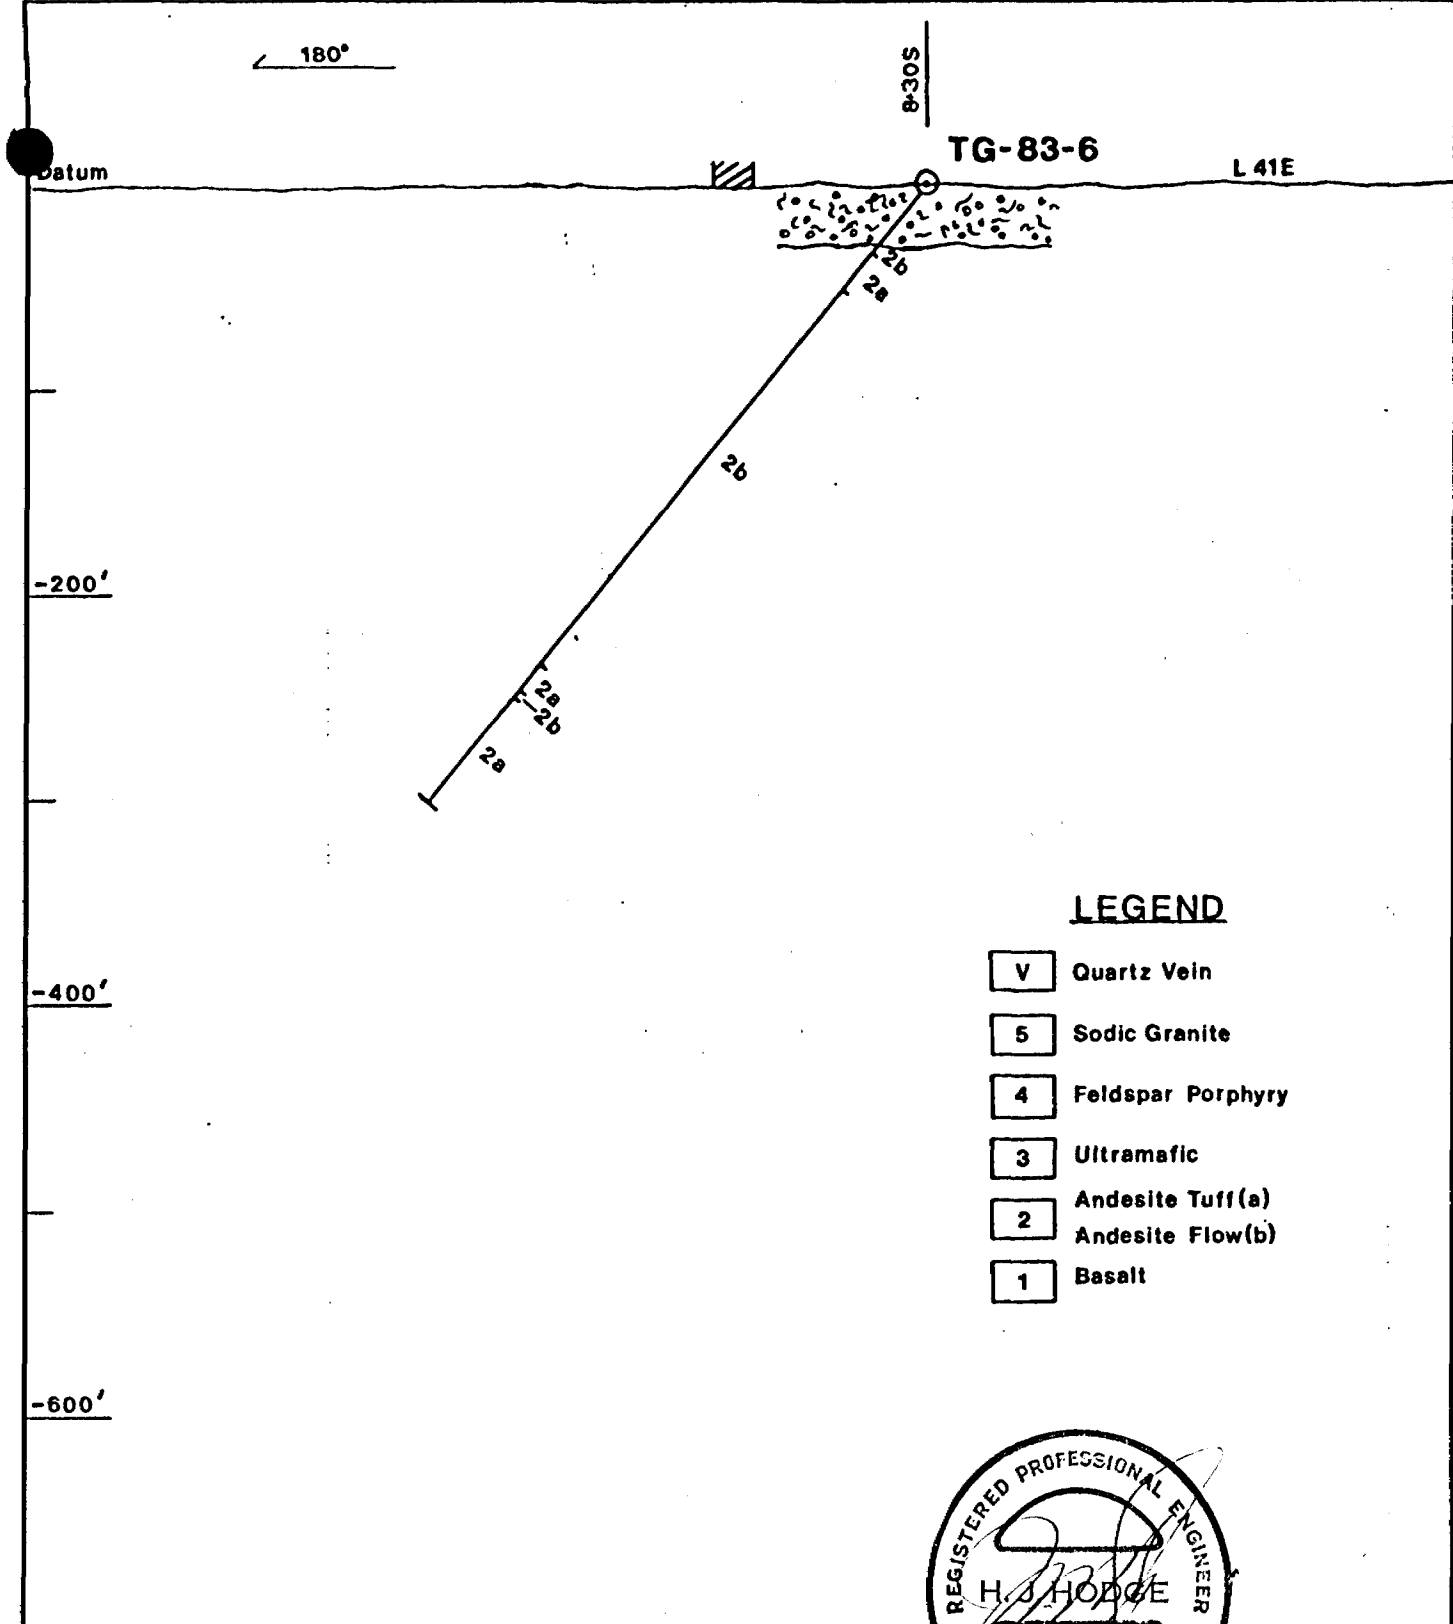 180°
8+30S
TG-83-6
Datum
L 41E
2b
2a
2b
-200'
2a
2b
2a
LEGEND
V Quartz Vein
-400'
5 Sodic Granite
4 Feldspar Porphyry
3 Ultramafic
2 Andesite Tuff(a)
Andesite Flow(b)
1 Basalt
-600'
REGISTERED PROFESSIONAL ENGINEER
H. J. HODGE